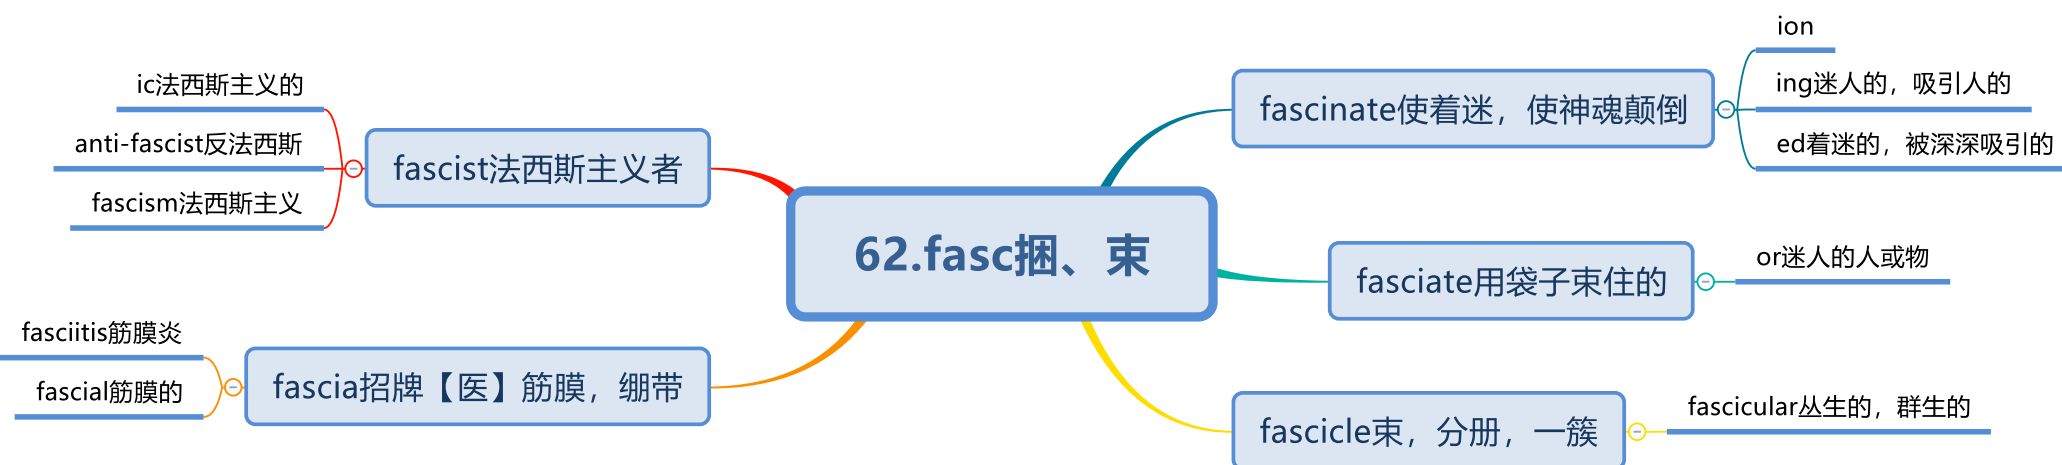 62.fasc捆、束
fascinate使着迷，使神魂颠倒
ion
ing迷人的，吸引人的
ed着迷的，被深深吸引的
fasciate用袋子束住的
or迷人的人或物
fascicle束，分册，一簇
fascicular丛生的，群生的
fascist法西斯主义者
ic法西斯主义的
anti-fascist反法西斯
fascism法西斯主义
fascia招牌【医】筋膜，绷带
fasciitis筋膜炎
fascial筋膜的